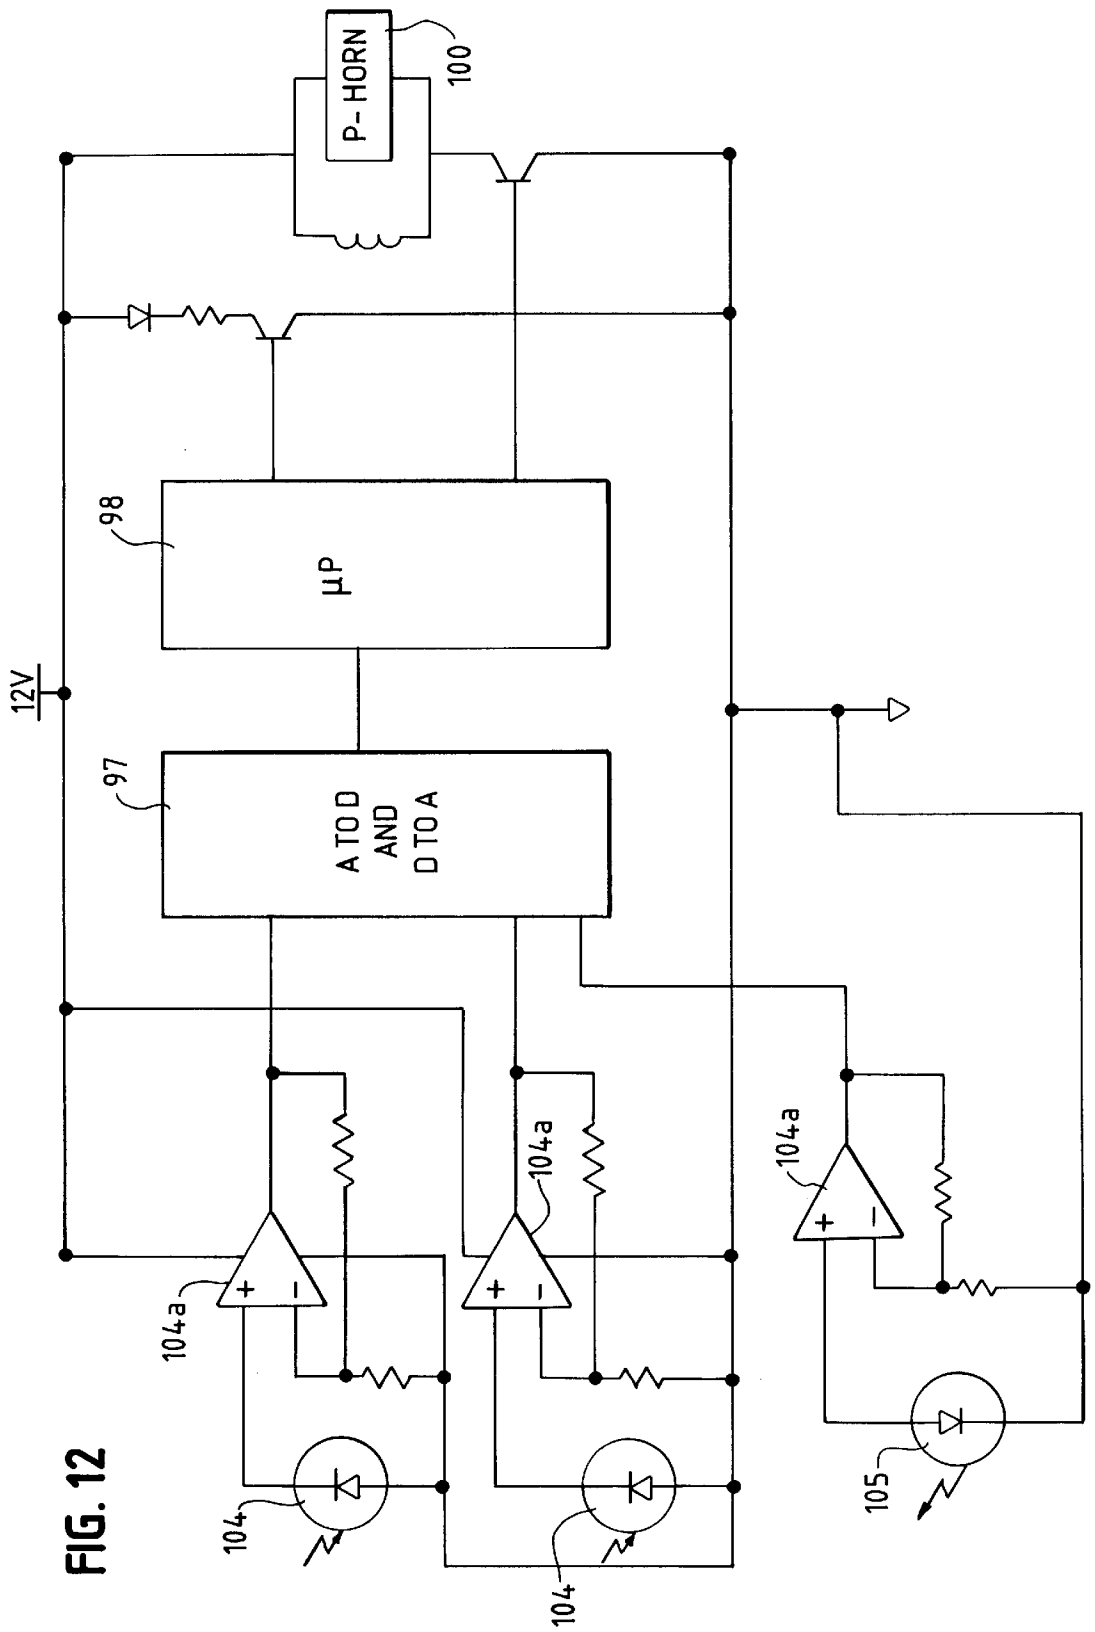 FIG. 12
12V
P-HORN
100
98
µP
97
A TO D
AND
D TO A
104a
+
−
104
104a
+
−
104
104a
+
−
105